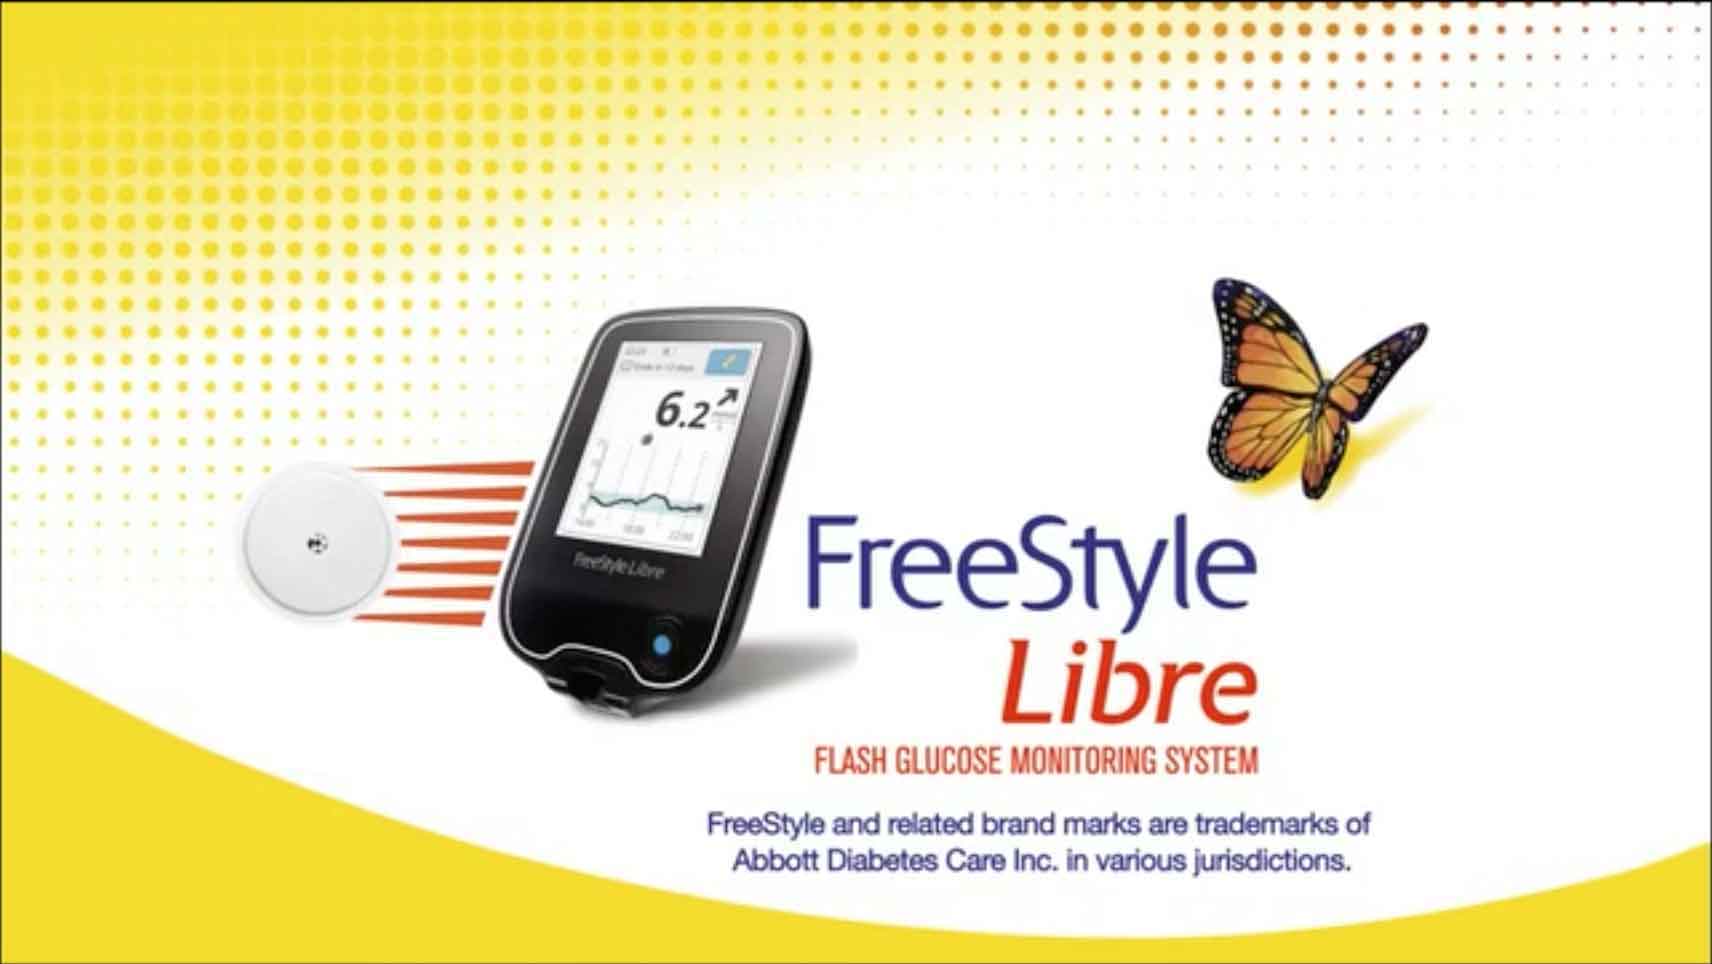 6.2
FreeStyle Libre
FreeStyle
Libre
FLASH GLUCOSE MONITORING SYSTEM
FreeStyle and related brand marks are trademarks of
Abbott Diabetes Care Inc. in various jurisdictions.